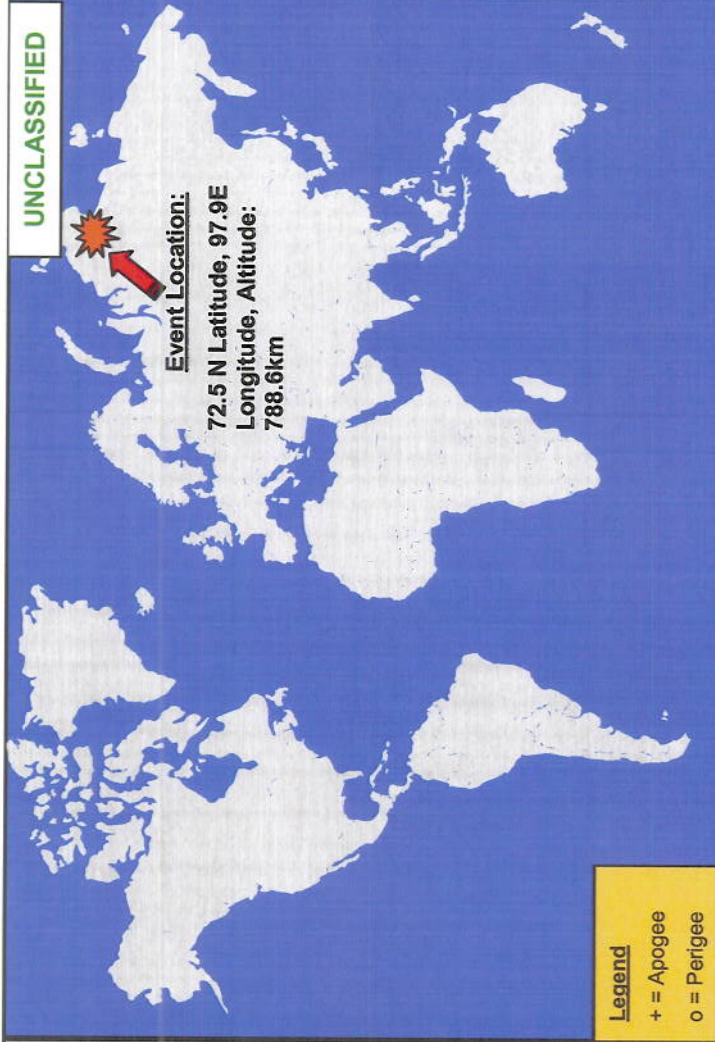 UNCLASSIFIED
Event Location:
72.5 N Latitude, 97.9E
Longitude, Altitude:
788.6km
Legend
+ = Apogee
o = Perigee